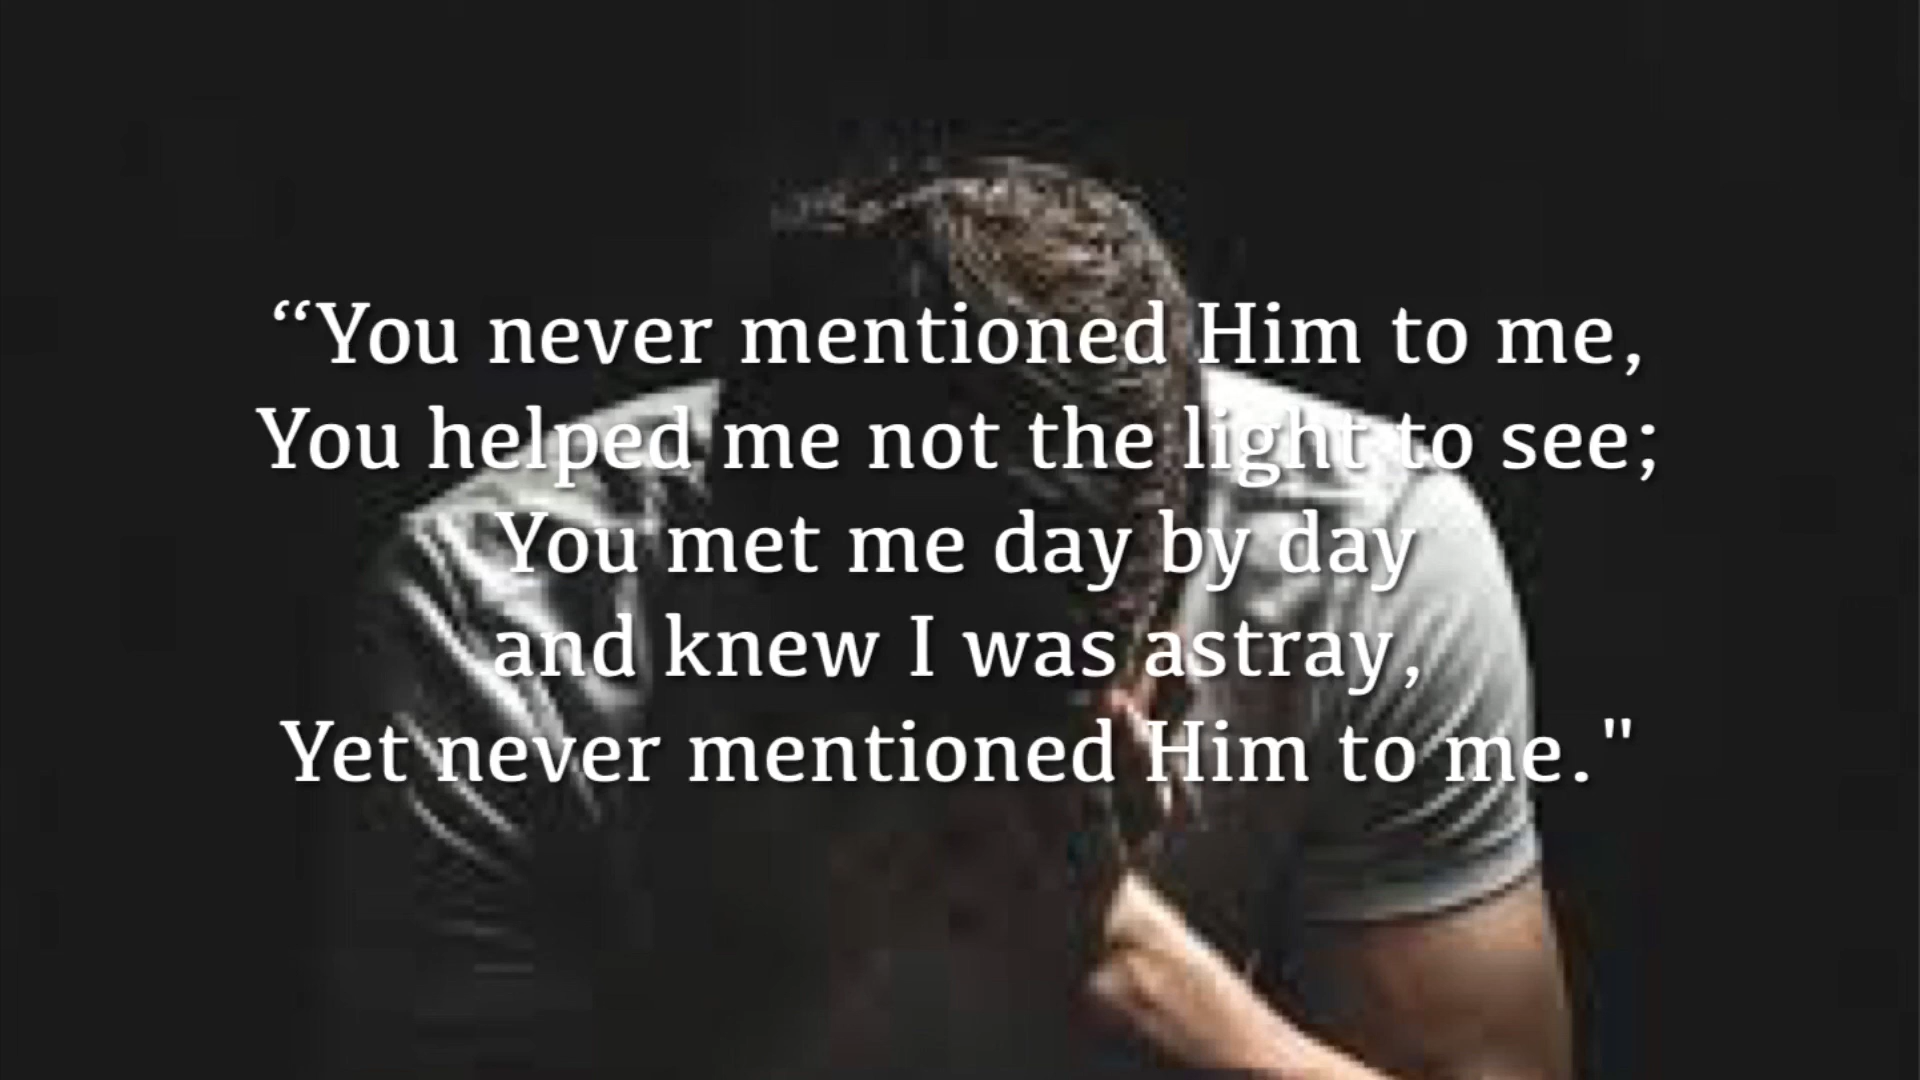 “You never mentioned Him to me,
You helped me not the light to see;
You met me day by day
and knew I was astray,
Yet never mentioned Him to me."